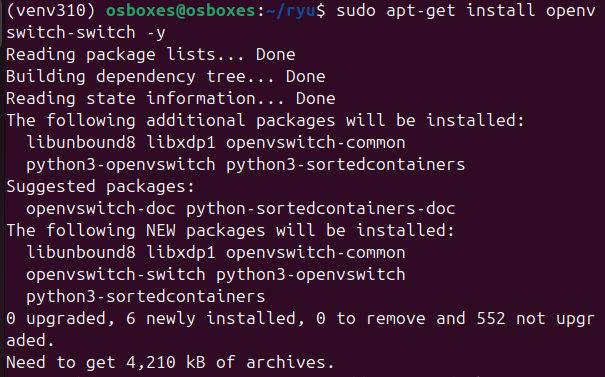 (venv310) osboxes@osboxes:~/ryu$ sudo apt-get install openv
switch-switch -y
Reading package lists... Done
Building dependency tree... Done
Reading state information... Done
The following additional packages will be installed:
  libunbound8 libxdp1 openvswitch-common
  python3-openvswitch python3-sortedcontainers
Suggested packages:
  openvswitch-doc python-sortedcontainers-doc
The following NEW packages will be installed:
  libunbound8 libxdp1 openvswitch-common
  openvswitch-switch python3-openvswitch
  python3-sortedcontainers
0 upgraded, 6 newly installed, 0 to remove and 552 not upgr
aded.
Need to get 4,210 kB of archives.